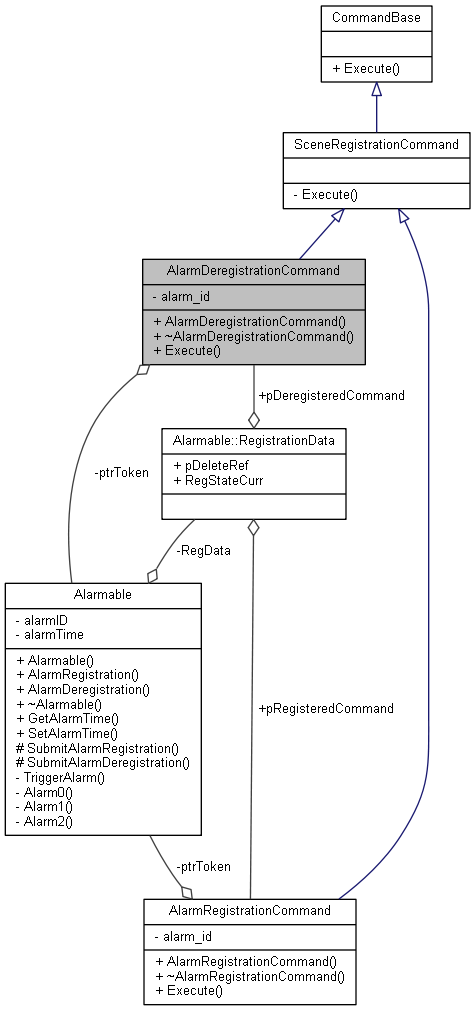 CommandBase
+ Execute()
SceneRegistrationCommand
- Execute()
AlarmDeregistrationCommand
- alarm_id
+ AlarmDeregistrationCommand()
+ ~AlarmDeregistrationCommand()
+ Execute()
+pDeregisteredCommand
Alarmable::RegistrationData
+ pDeleteRef
+ RegStateCurr
-ptrToken
-RegData
Alarmable
- alarmID
- alarmTime
+ Alarmable()
+ AlarmRegistration()
+ AlarmDeregistration()
+ ~Alarmable()
+ GetAlarmTime()
+ SetAlarmTime()
# SubmitAlarmRegistration()
# SubmitAlarmDeregistration()
- TriggerAlarm()
- Alarm0()
- Alarm1()
- Alarm2()
+pRegisteredCommand
-ptrToken
AlarmRegistrationCommand
- alarm_id
+ AlarmRegistrationCommand()
+ ~AlarmRegistrationCommand()
+ Execute()